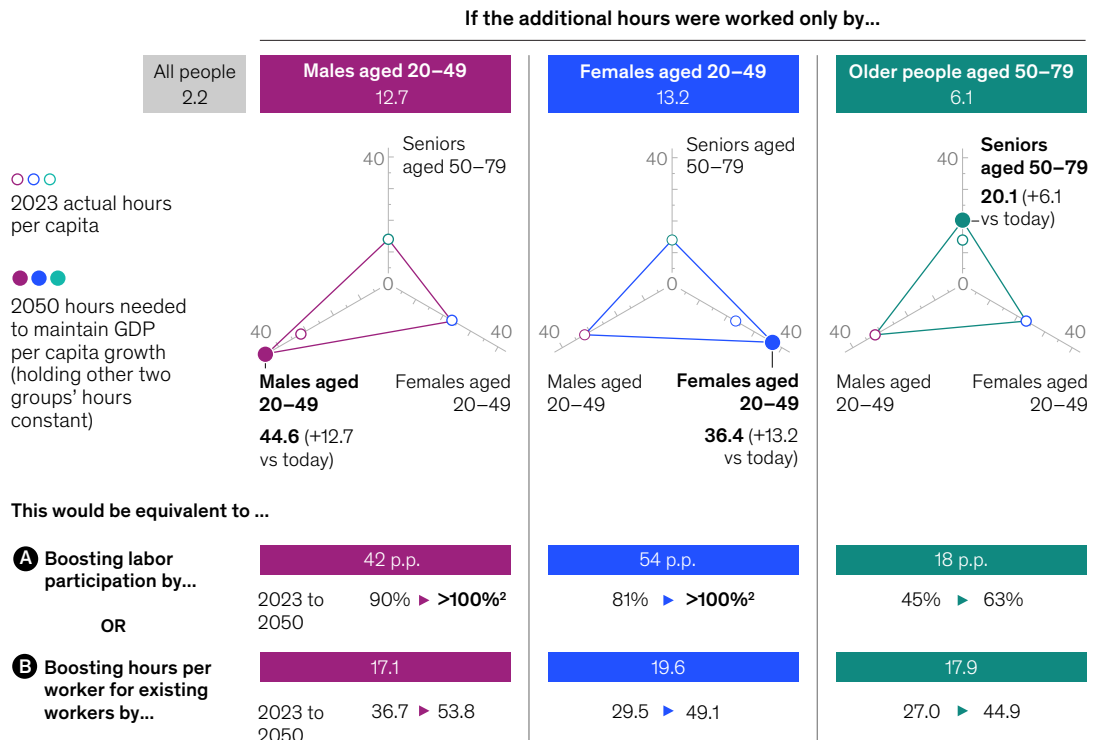 If the additional hours were worked only by...
All people
2.2
Males aged 20–49
12.7
Females aged 20–49
13.2
Older people aged 50–79
6.1
2023 actual hours
per capita
2050 hours needed
to maintain GDP
per capita growth
(holding other two
groups’ hours
constant)
40
Seniors
aged 50–79
0
40
40
Males aged
20–49
44.6 (+12.7
vs today)
Females aged
20–49
40
Seniors aged
50–79
0
40
40
Males aged
20–49
Females aged
20–49
36.4 (+13.2
vs today)
40
Seniors
aged 50–79
20.1 (+6.1
vs today)
0
40
40
Males aged
20–49
Females aged
20–49
This would be equivalent to ...
A Boosting labor
participation by...
42 p.p.
54 p.p.
18 p.p.
2023 to
2050
90% ▶ >100%²
81% ▶ >100%²
45% ▶ 63%
OR
B Boosting hours per
worker for existing
workers by...
17.1
19.6
17.9
2023 to
2050
36.7 ▶ 53.8
29.5 ▶ 49.1
27.0 ▶ 44.9